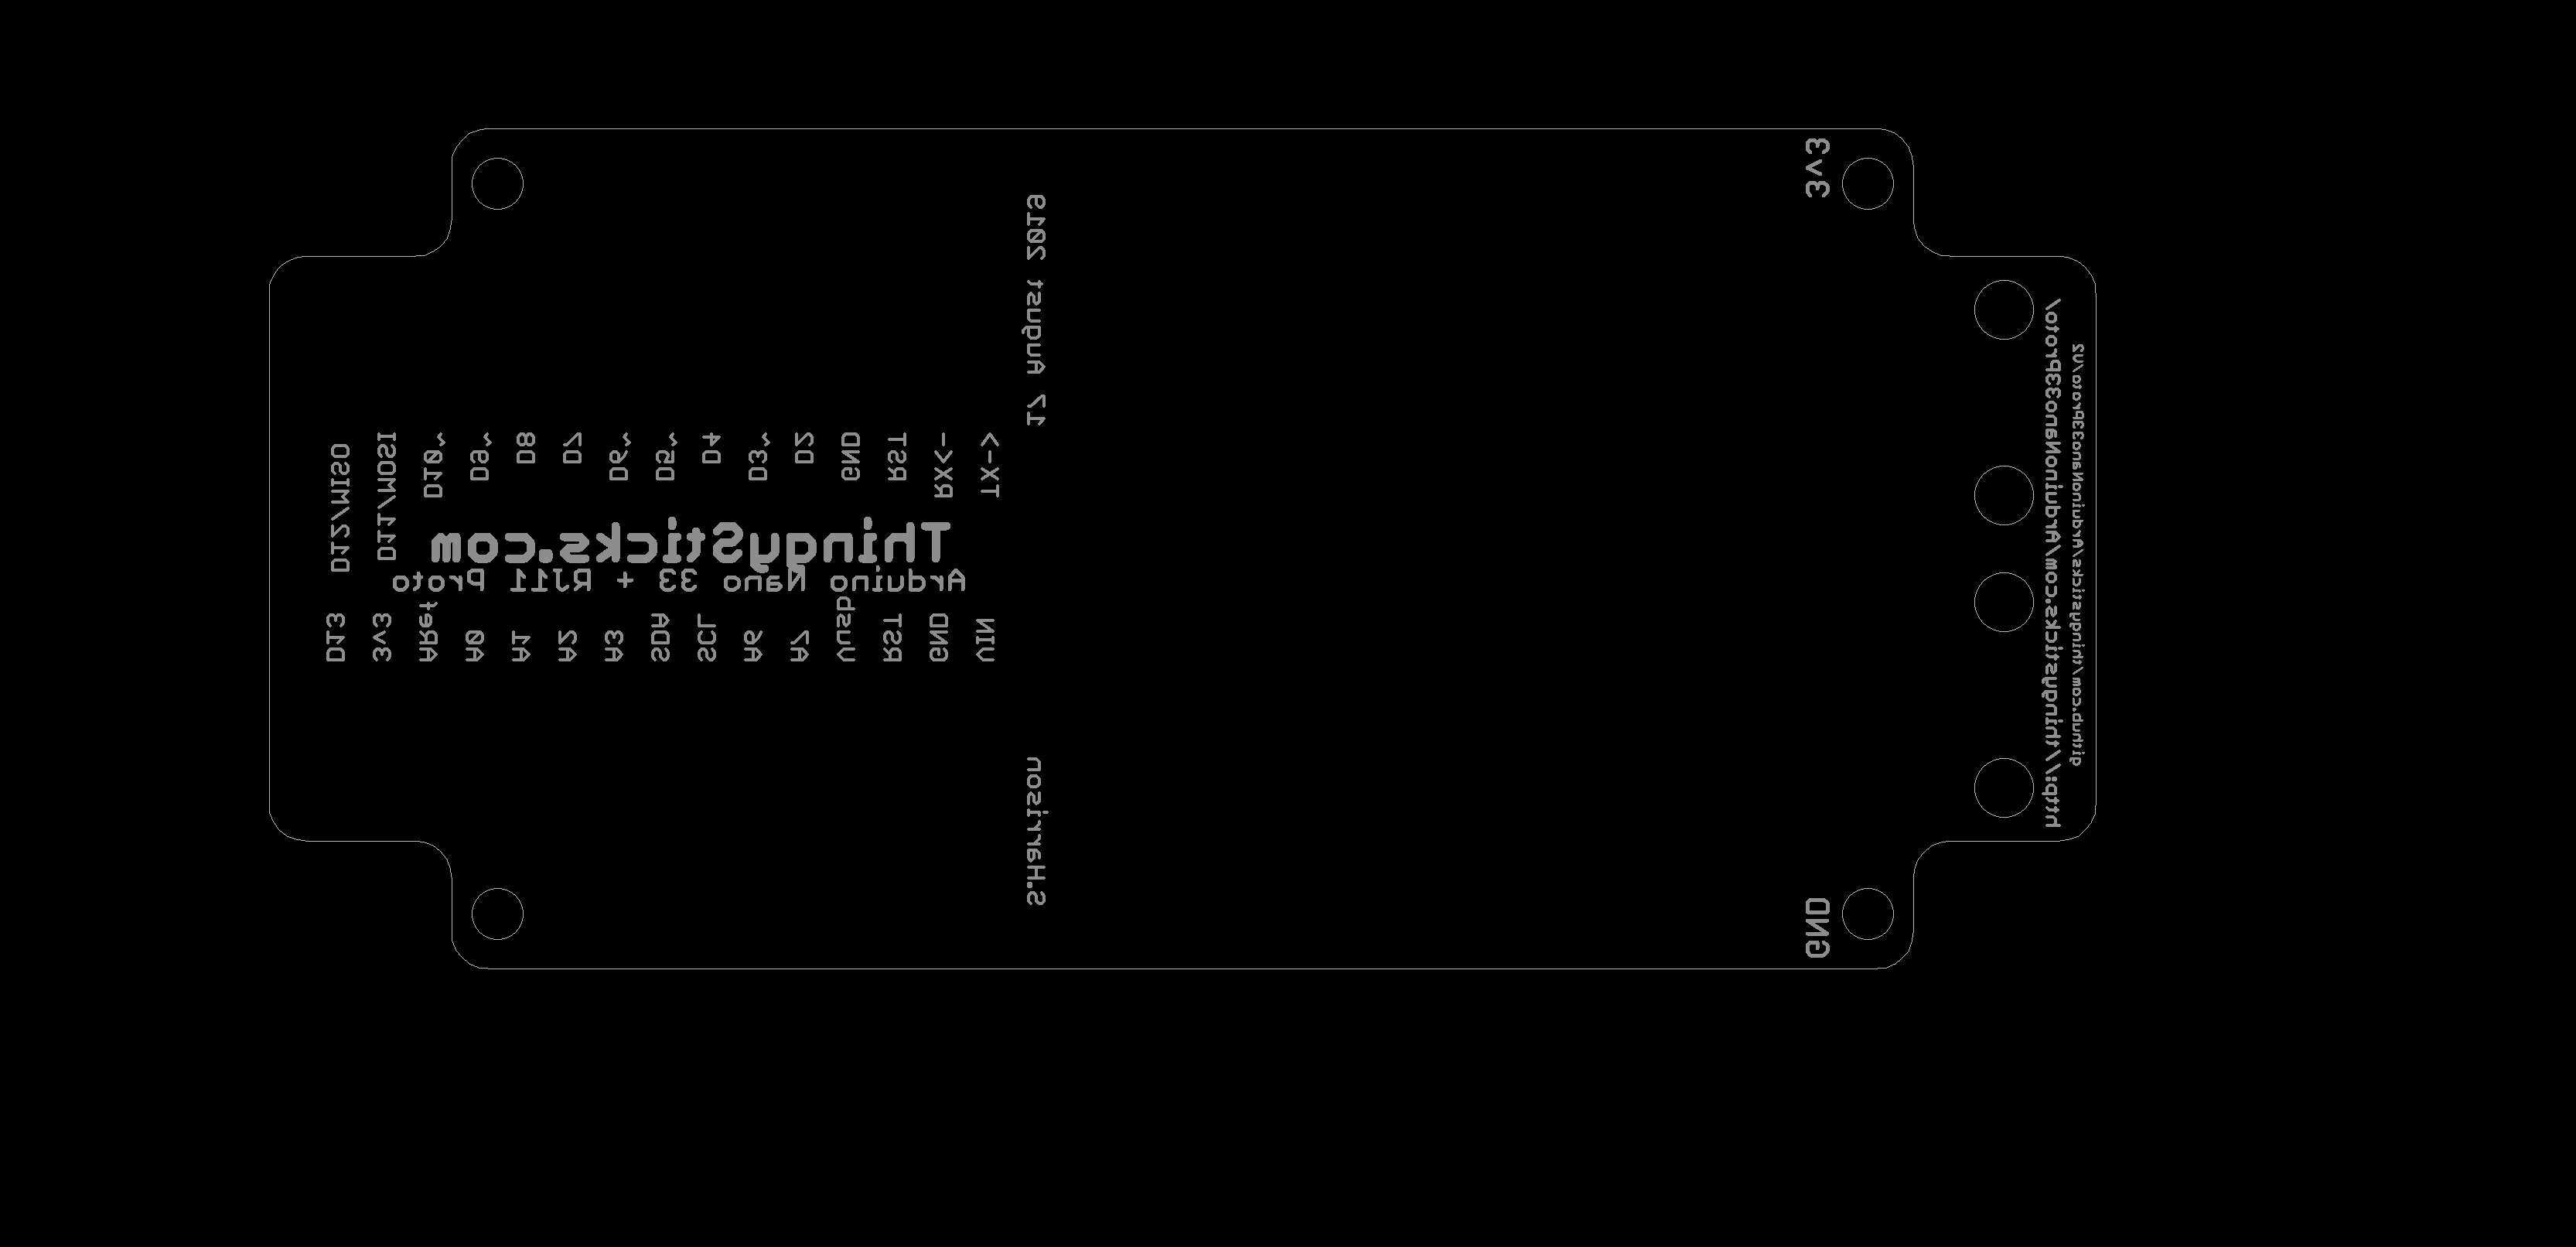 3v3
17 August 2019
D12/MISO
D11/MOSI
D10~
D9~
D8
D7
D6~
D5~
D4
D3~
D2
GND
RST
RX<-
TX->
ThingySticks.com
Arduino Nano 33 + RJ11 Proto
D13
3v3
ARef
A0
A1
A2
A3
SDA
SCL
A6
A7
Vusb
RST
GND
VIN
S.Harrison
GND
http://thingysticks.com/ArduinoNano33Proto/
github.com/thingysticks/ArduinoNano33Proto/v2